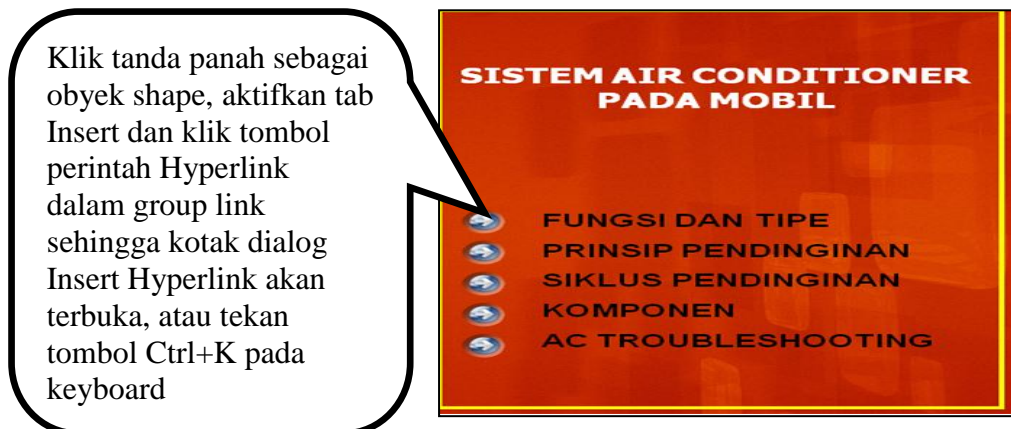 Klik tanda panah sebagai
obyek shape, aktifkan tab
Insert dan klik tombol
perintah Hyperlink
dalam group link
sehingga kotak dialog
Insert Hyperlink akan
terbuka, atau tekan
tombol Ctrl+K pada
keyboard
SISTEM AIR CONDITIONER
PADA MOBIL
FUNGSI DAN TIPE
PRINSIP PENDINGINAN
SIKLUS PENDINGINAN
KOMPONEN
AC TROUBLESHOOTING